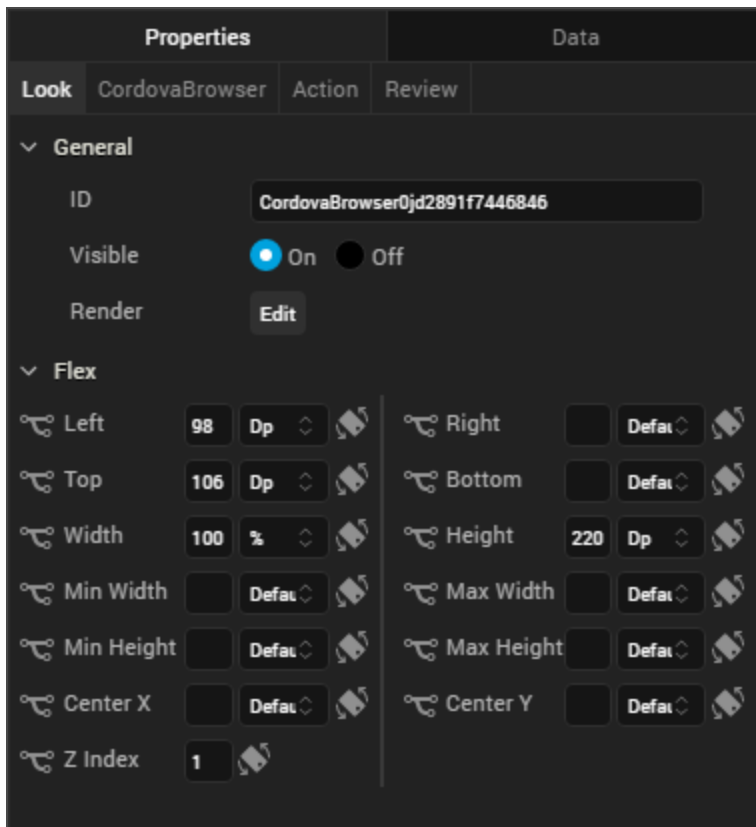 Properties Data
Look CordovaBrowser Action Review
General
ID CordovaBrowser0jd2891f7446846
Visible On Off
Render Edit
Flex
Left 98 Dp Right Defau
Top 106 Dp Bottom Defau
Width 100 % Height 220 Dp
Min Width Defau Max Width Defau
Min Height Defau Max Height Defau
Center X Defau Center Y Defau
Z Index 1